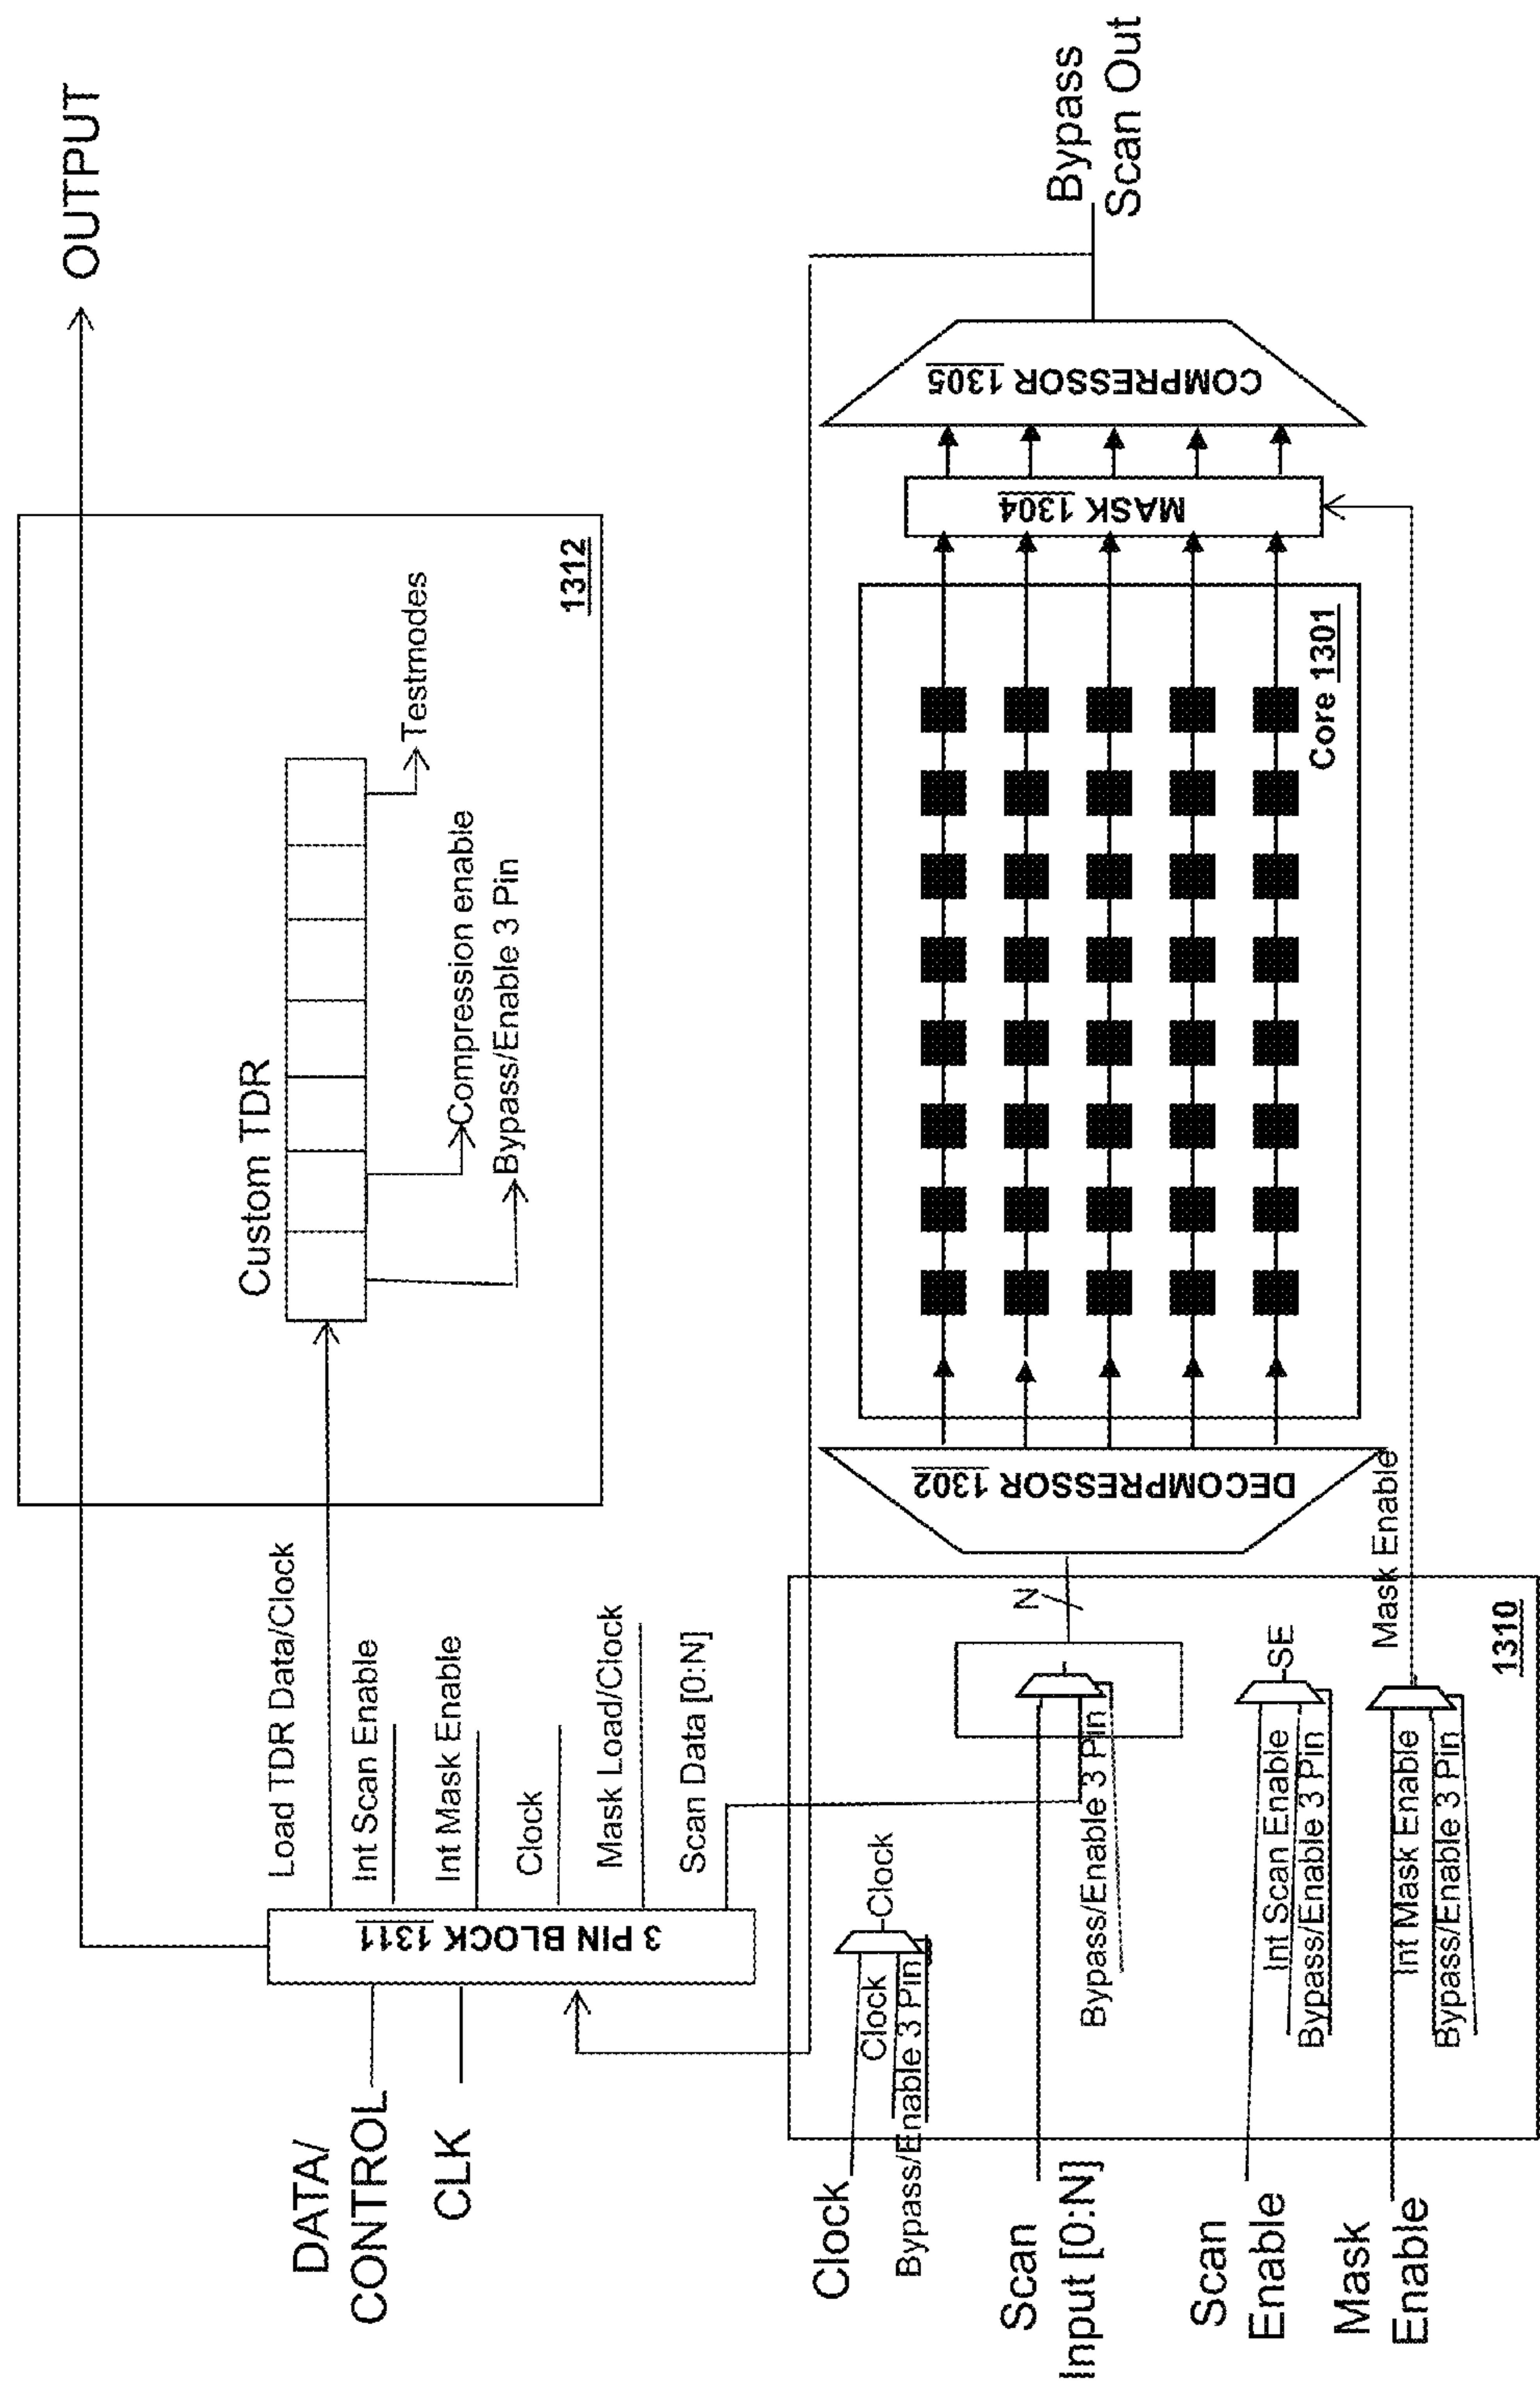 OUTPUT
Custom TDR
Testmodes
Compression enable
Bypass/Enable 3 Pin
1312
Load TDR Data/Clock
Int Scan Enable
Int Mask Enable
Clock
Mask Load/Clock
Scan Data [0:N]
3 PIN BLOCK 1311
DATA/
CONTROL
CLK
Clock
Clock
Bypass/Enable 3 Pin
Clock
Scan
Input [0:N]
Bypass/Enable 3 Pin
N
Scan
Enable
Int Scan Enable
Bypass/Enable 3 Pin
SE
Mask
Enable
Int Mask Enable
Bypass/Enable 3 Pin
Mask Enable
1310
DECOMPRESSOR 1302
Core 1301
MASK 1304
COMPRESSOR 1305
Bypass
Scan Out